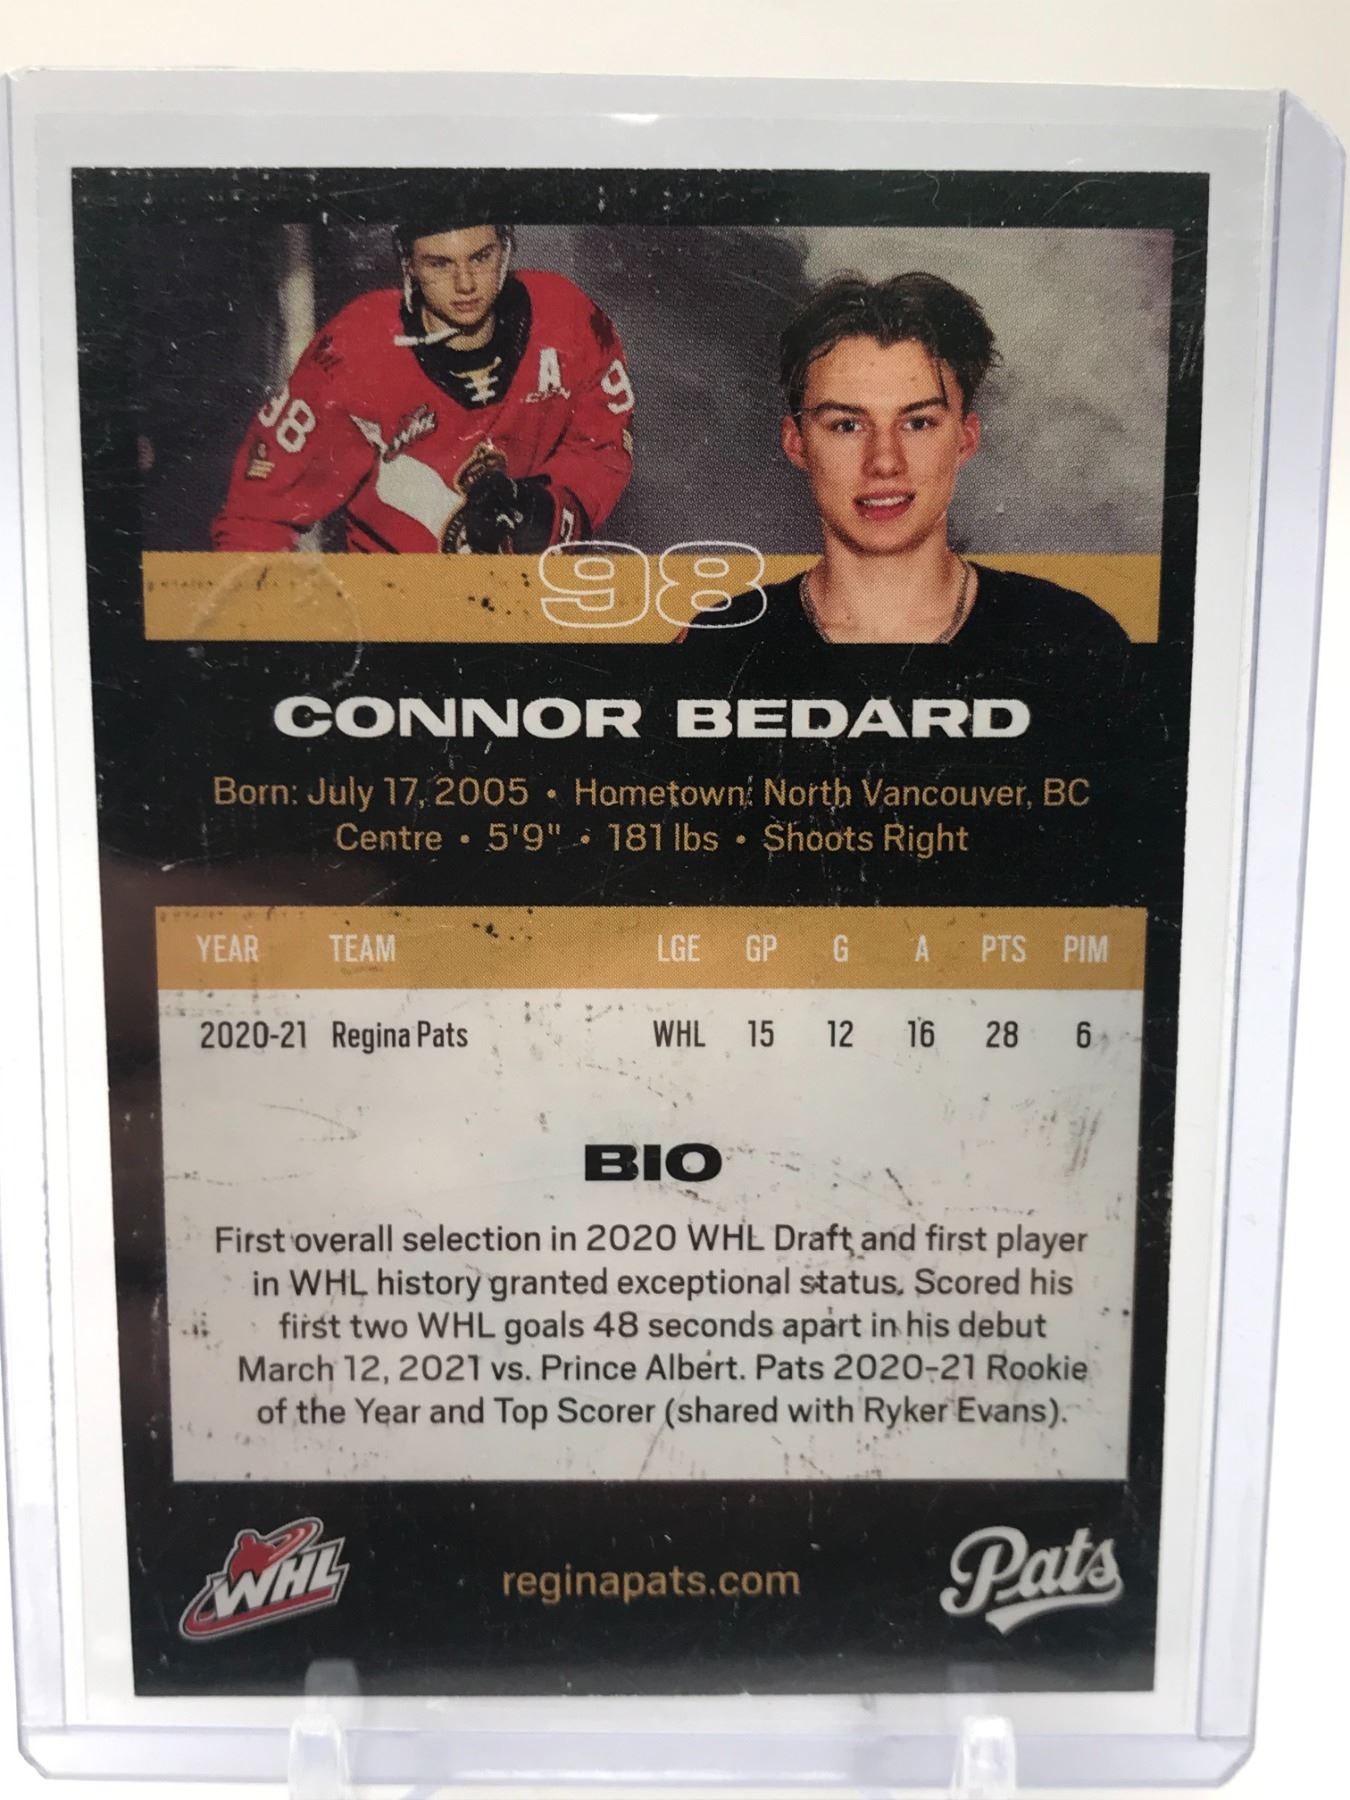 98
A
9
WHL
98
CONNOR BEDARD
Born: July 17, 2005 • Hometown: North Vancouver, BC
Centre • 5'9" • 181 lbs • Shoots Right
YEAR TEAM LGE GP G A PTS PIM
2020-21 Regina Pats WHL 15 12 16 28 6
BIO
First overall selection in 2020 WHL Draft and first player
in WHL history granted exceptional status. Scored his
first two WHL goals 48 seconds apart in his debut
March 12, 2021 vs. Prince Albert. Pats 2020-21 Rookie
of the Year and Top Scorer (shared with Ryker Evans).
WHL
reginapats.com
Pats